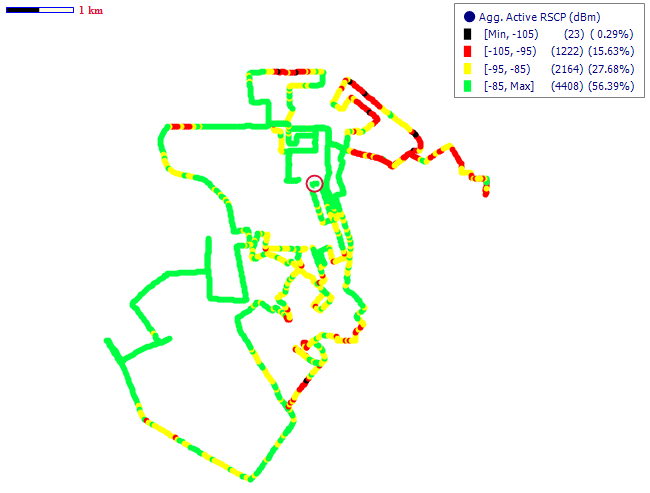 1 km
Agg. Active RSCP (dBm)
[Min, -105) (23) ( 0.29%)
[-105, -95) (1222) (15.63%)
[-95, -85) (2164) (27.68%)
[-85, Max] (4408) (56.39%)